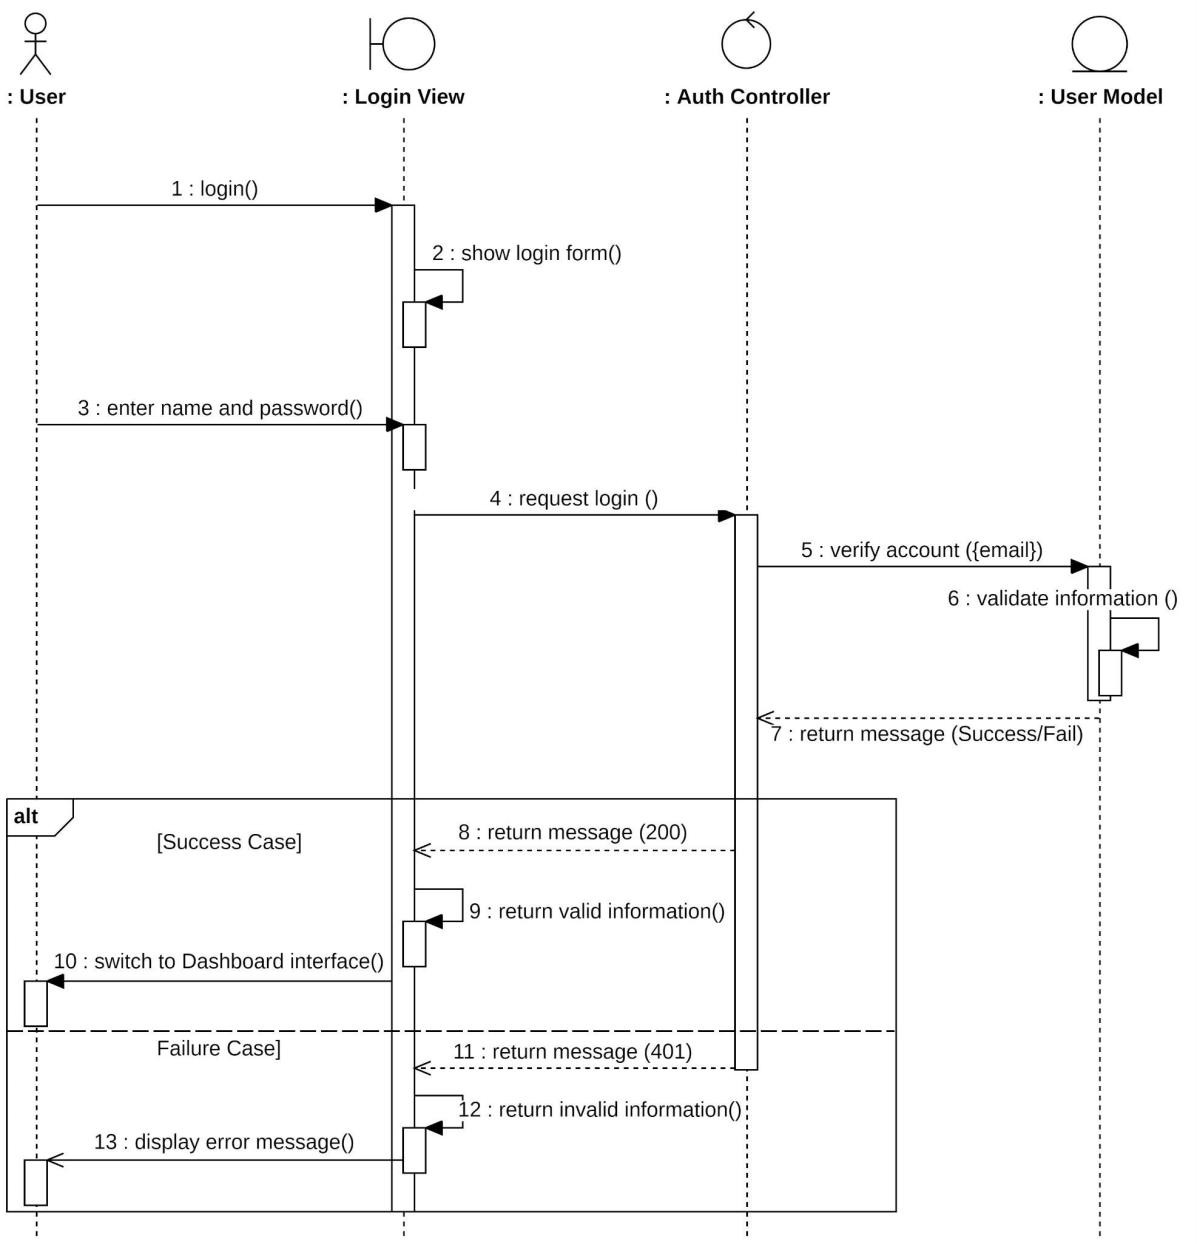 : User
: Login View
: Auth Controller
: User Model
1 : login()
2 : show login form()
3 : enter name and password()
4 : request login ()
5 : verify account ({email})
6 : validate information ()
7 : return message (Success/Fail)
alt
[Success Case]
8 : return message (200)
9 : return valid information()
10 : switch to Dashboard interface()
Failure Case]
11 : return message (401)
12 : return invalid information()
13 : display error message()